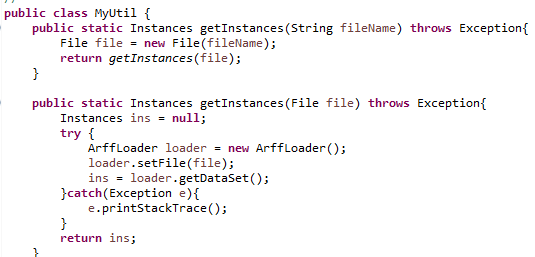 public class MyUtil {
public static Instances getInstances(String fileName) throws Exception{
File file = new File(fileName);
return getInstances(file);
}
public static Instances getInstances(File file) throws Exception{
Instances ins = null;
try {
ArffLoader loader = new ArffLoader();
loader.setFile(file);
ins = loader.getDataSet();
}catch(Exception e){
e.printStackTrace();
}
return ins;
}